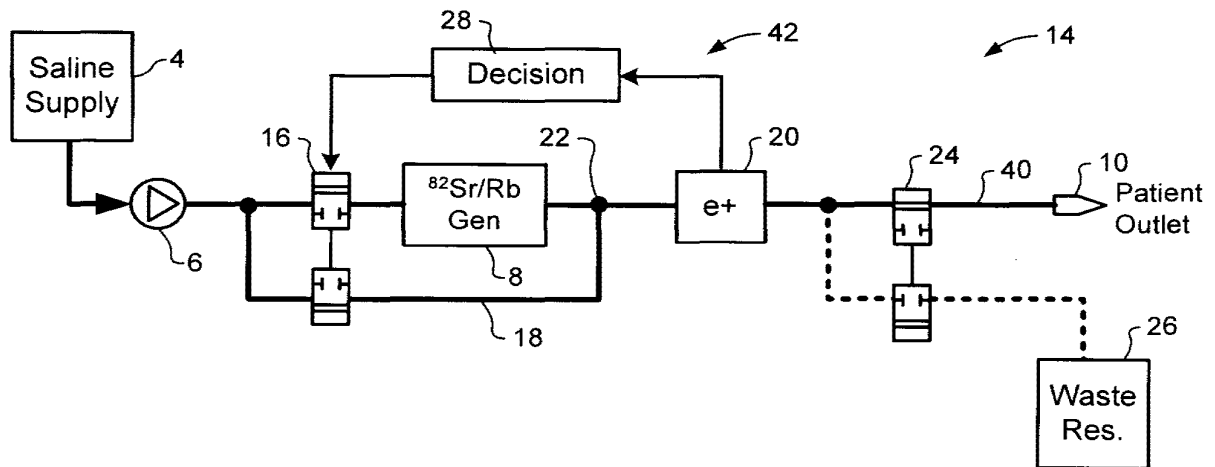 28
42
14
Saline
Supply
4
Decision
16
22
20
24
40
10
Patient
Outlet
⁸²Sr/Rb
Gen
e+
6
8
18
26
Waste
Res.